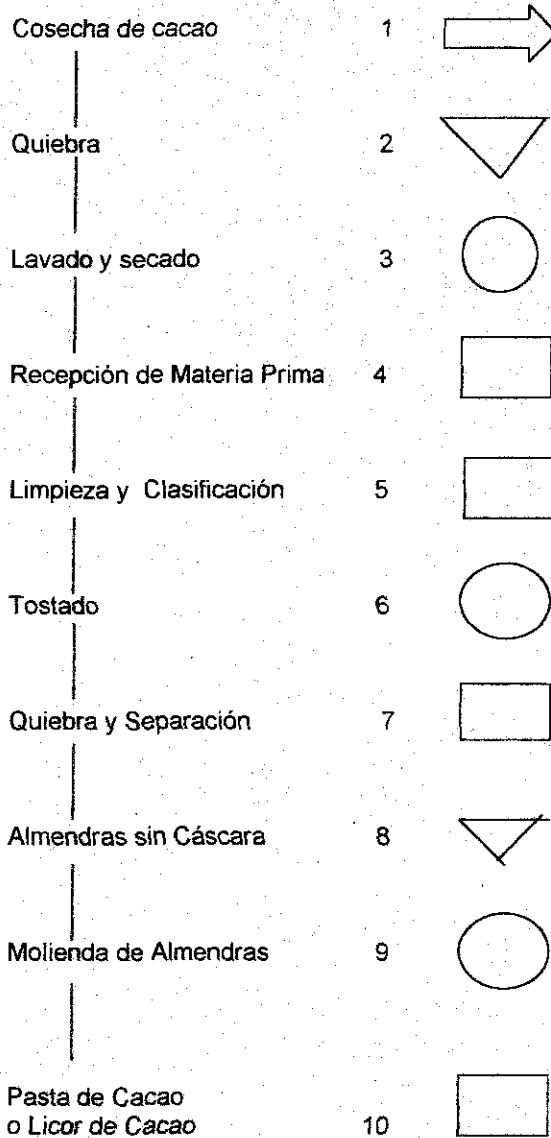 Cosecha de cacao 1
Quiebra 2
Lavado y secado 3
Recepción de Materia Prima 4
Limpieza y Clasificación 5
Tostado 6
Quiebra y Separación 7
Almendras sin Cáscara 8
Molienda de Almendras 9
Pasta de Cacao
o Licor de Cacao 10